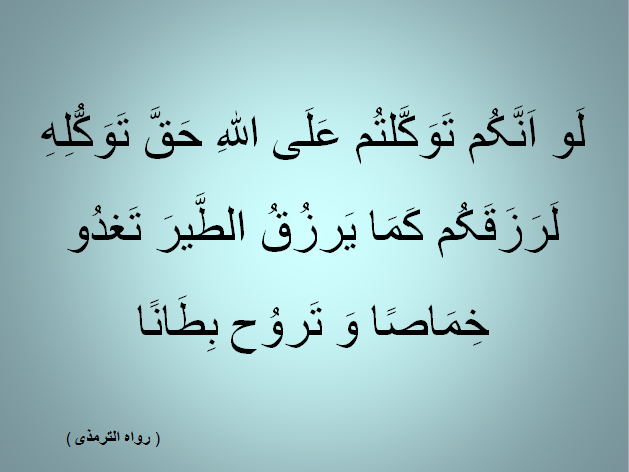 لَو اَنَّكُم تَوَكَّلتُم عَلَى اللهِ حَقَّ تَوَكُّلِهِ
لَرَزَقَكُم كَمَا يَرزُقُ الطَّيرَ تَغدُو
خِمَاصًا وَ تَروُح بِطَانًا
( رواه الترمذى )